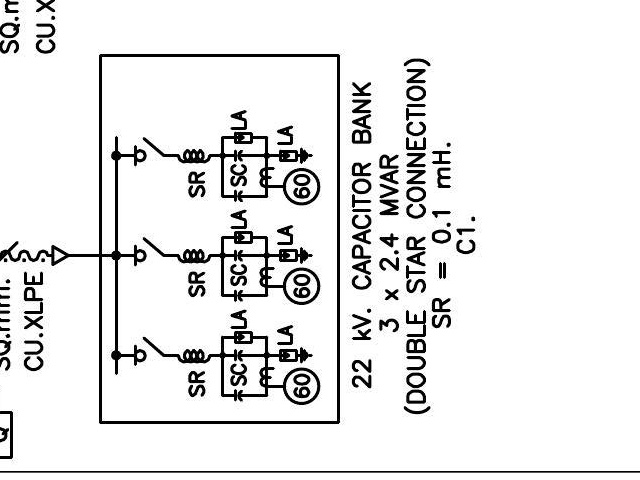 SQ.mm.
CU.XLPE
CU.X
SR
SC
LA
LA
60
SR
SC
LA
LA
60
SR
SC
LA
LA
60
22 kV. CAPACITOR BANK
3 x 2.4 MVAR
(DOUBLE STAR CONNECTION)
SR = 0.1 mH.
C1.